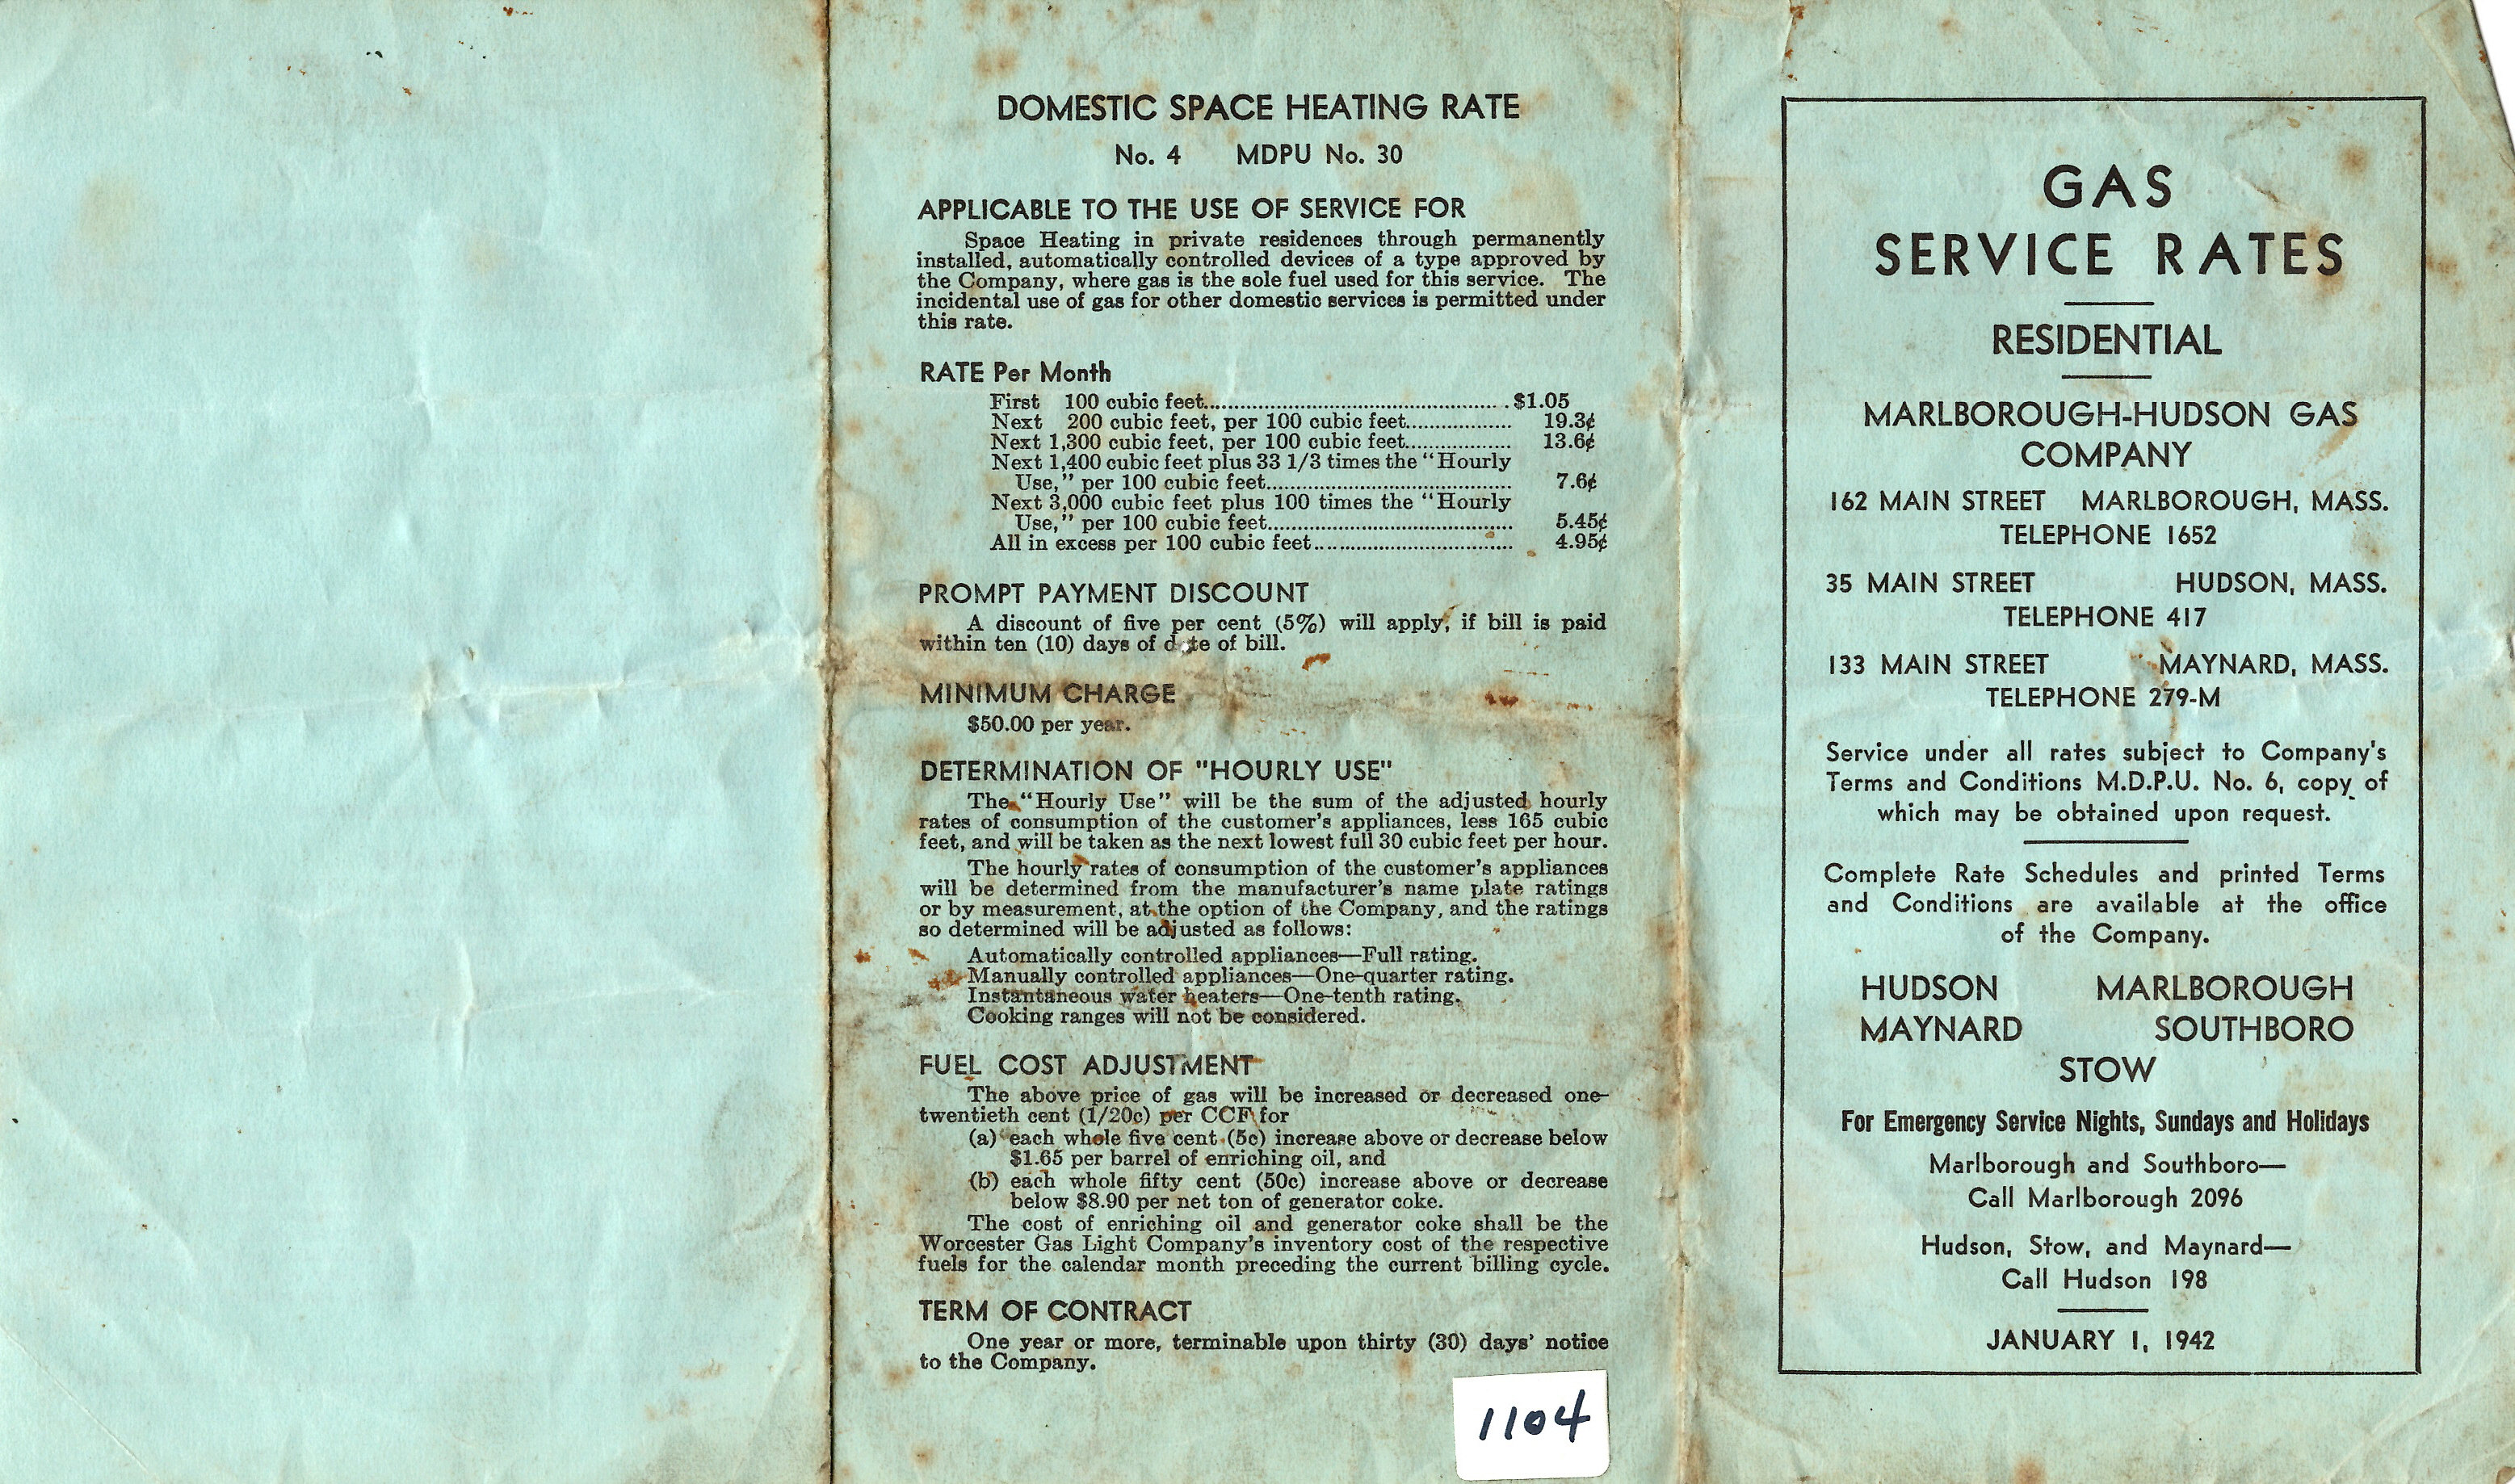 DOMESTIC SPACE HEATING RATE
No. 4 MDPU No. 30
APPLICABLE TO THE USE OF SERVICE FOR
Space Heating in private residences through permanently
installed, automatically controlled devices of a type approved by
the Company, where gas is the sole fuel used for this service. The
incidental use of gas for other domestic services is permitted under
this rate.
RATE Per Month
First 100 cubic feet.................................................. $1.05
Next 200 cubic feet, per 100 cubic feet.................. 19.3¢
Next 1,300 cubic feet, per 100 cubic feet.................. 13.6¢
Next 1,400 cubic feet plus 33 1/3 times the "Hourly
Use," per 100 cubic feet......................................... 7.6¢
Next 3,000 cubic feet plus 100 times the "Hourly
Use," per 100 cubic feet......................................... 5.45¢
All in excess per 100 cubic feet................................. 4.95¢
PROMPT PAYMENT DISCOUNT
A discount of five per cent (5%) will apply, if bill is paid
within ten (10) days of date of bill.
MINIMUM CHARGE
$50.00 per year.
DETERMINATION OF "HOURLY USE"
The "Hourly Use" will be the sum of the adjusted hourly
rates of consumption of the customer's appliances, less 165 cubic
feet, and will be taken as the next lowest full 30 cubic feet per hour.
The hourly rates of consumption of the customer's appliances
will be determined from the manufacturer's name plate ratings
or by measurement, at the option of the Company, and the ratings
so determined will be adjusted as follows:
Automatically controlled appliances—Full rating.
Manually controlled appliances—One-quarter rating.
Instantaneous water heaters—One-tenth rating.
Cooking ranges will not be considered.
FUEL COST ADJUSTMENT
The above price of gas will be increased or decreased one-
twentieth cent (1/20c) per CCF for
(a) each whole five cent (5c) increase above or decrease below
$1.65 per barrel of enriching oil, and
(b) each whole fifty cent (50c) increase above or decrease
below $8.90 per net ton of generator coke.
The cost of enriching oil and generator coke shall be the
Worcester Gas Light Company's inventory cost of the respective
fuels for the calendar month preceding the current billing cycle.
TERM OF CONTRACT
One year or more, terminable upon thirty (30) days' notice
to the Company.
1104
GAS
SERVICE RATES
RESIDENTIAL
MARLBOROUGH-HUDSON GAS
COMPANY
162 MAIN STREET MARLBOROUGH, MASS.
TELEPHONE 1652
35 MAIN STREET HUDSON, MASS.
TELEPHONE 417
133 MAIN STREET MAYNARD, MASS.
TELEPHONE 279-M
Service under all rates subject to Company's
Terms and Conditions M.D.P.U. No. 6, copy of
which may be obtained upon request.
Complete Rate Schedules and printed Terms
and Conditions are available at the office
of the Company.
HUDSON MARLBOROUGH
MAYNARD SOUTHBORO
STOW
For Emergency Service Nights, Sundays and Holidays
Marlborough and Southboro—
Call Marlborough 2096
Hudson, Stow, and Maynard—
Call Hudson 198
JANUARY 1, 1942